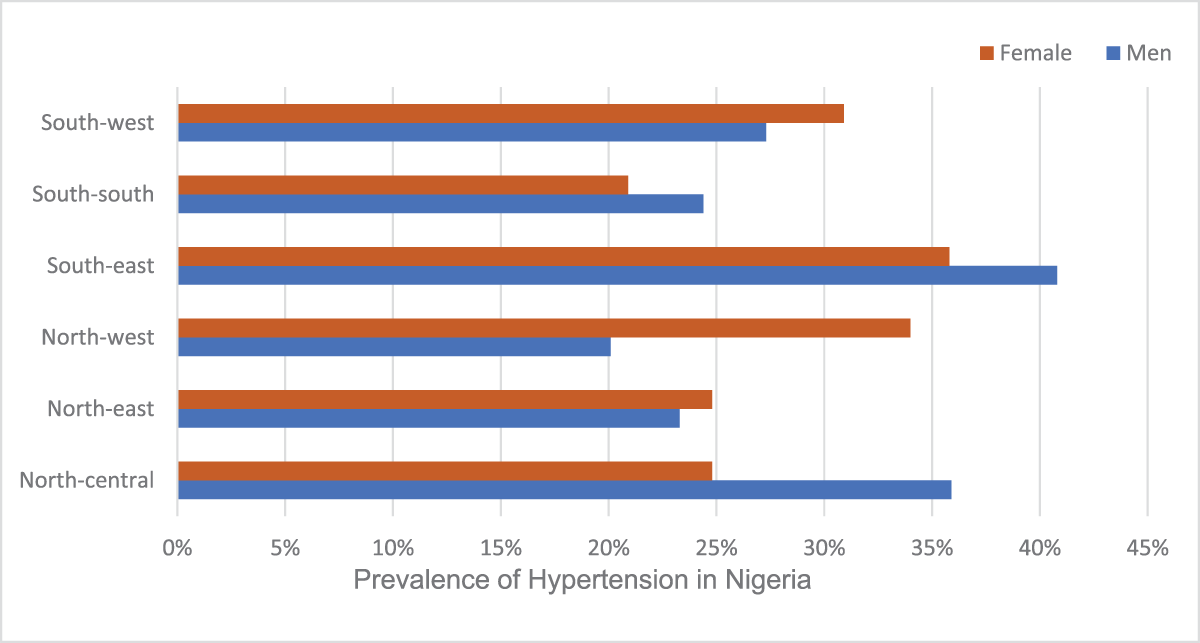 Female Men
South-west
South-south
South-east
North-west
North-east
North-central
0% 5% 10% 15% 20% 25% 30% 35% 40% 45%
Prevalence of Hypertension in Nigeria